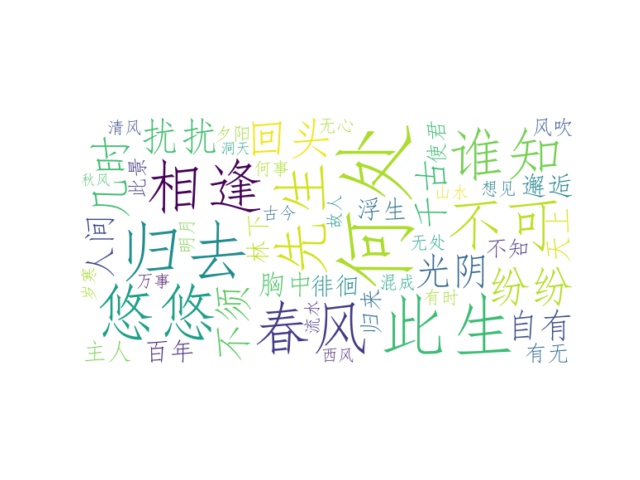 清风
扰扰
夕阳
洞天
回头
无心
何处
千古
使君
谁知
风吹
几时
此景
秋风
相逢
何事
先生
山水
想见
邂逅
人间
归去
明月
林下
古今
故人
浮生
无处
不可
不知
天上
岁寒
万事
悠悠
不须
胸中
徘徊
混成
光阴
有时
纷纷
春风
流水
归来
此生
自有
主人
百年
西风
有无